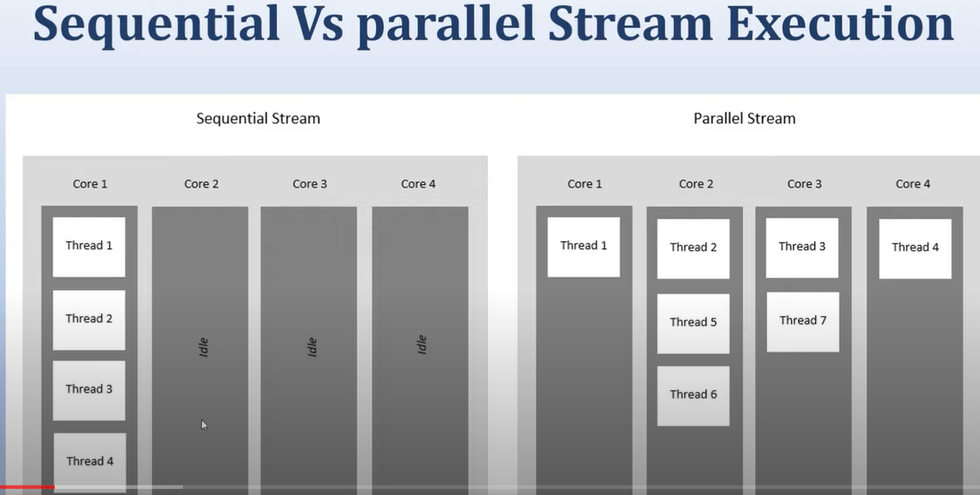 Sequential Vs parallel Stream Execution
Sequential Stream
Core 1 Core 2 Core 3 Core 4
Thread 1
Thread 2
Thread 3
Thread 4
Idle
Idle
Idle
Parallel Stream
Core 1 Core 2 Core 3 Core 4
Thread 1 Thread 2 Thread 3 Thread 4
Thread 5 Thread 7
Thread 6